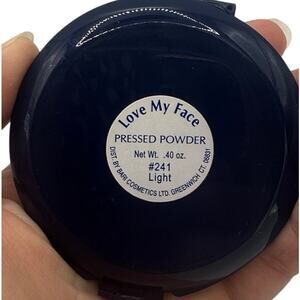 Love My Face
PRESSED POWDER
Net Wt. .40 oz.
#241
Light
DIST. BY BARI COSMETICS LTD. GREENWICH, CT. 06831